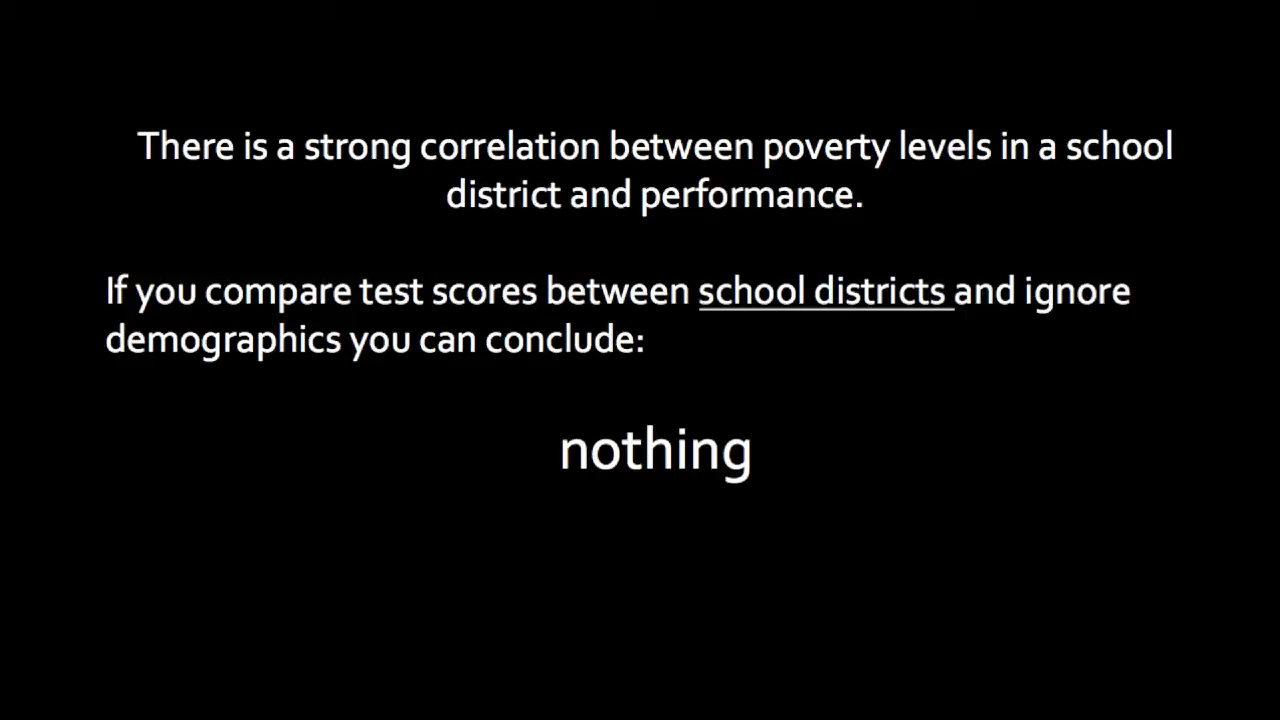 There is a strong correlation between poverty levels in a school
district and performance.
If you compare test scores between school districts and ignore
demographics you can conclude:
nothing